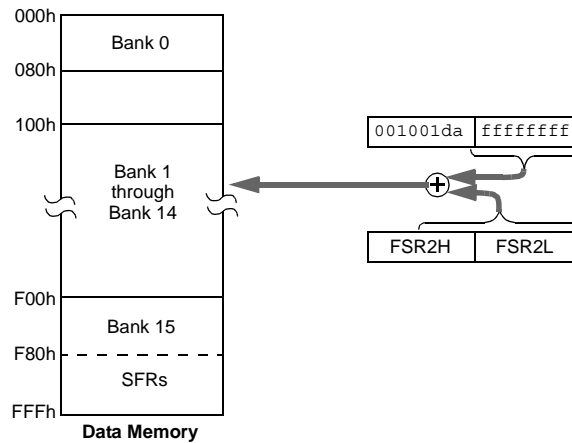 000h
Bank 0
080h
100h
Bank 1
through
Bank 14
F00h
Bank 15
F80h
SFRs
FFFh
Data Memory
001001da ffffffff
FSR2H FSR2L